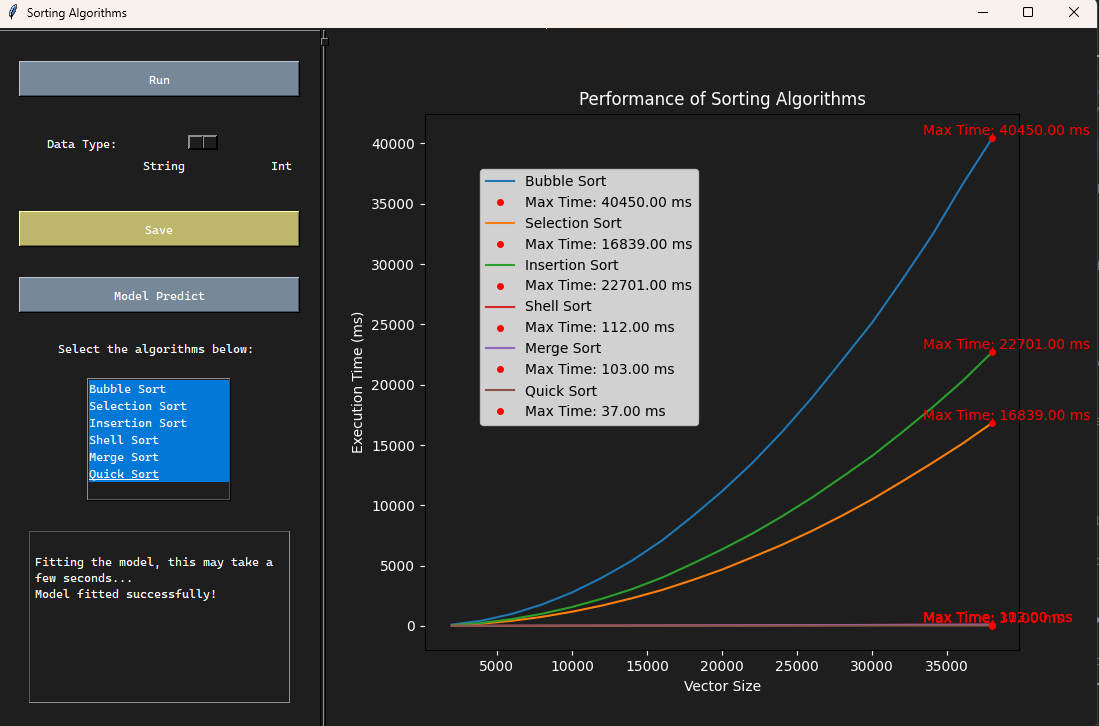 Sorting Algorithms
Run
Data Type:
String Int
Save
Model Predict
Select the algorithms below:
Bubble Sort
Selection Sort
Insertion Sort
Shell Sort
Merge Sort
Quick Sort
Fitting the model, this may take a
few seconds...
Model fitted successfully!
Performance of Sorting Algorithms
Execution Time (ms)
40000
35000
30000
25000
20000
15000
10000
5000
0
Bubble Sort
Max Time: 40450.00 ms
Selection Sort
Max Time: 16839.00 ms
Insertion Sort
Max Time: 22701.00 ms
Shell Sort
Max Time: 112.00 ms
Merge Sort
Max Time: 103.00 ms
Quick Sort
Max Time: 37.00 ms
Max Time: 40450.00 ms
Max Time: 22701.00 ms
Max Time: 16839.00 ms
Max Time:
5000 10000 15000 20000 25000 30000 35000
Vector Size